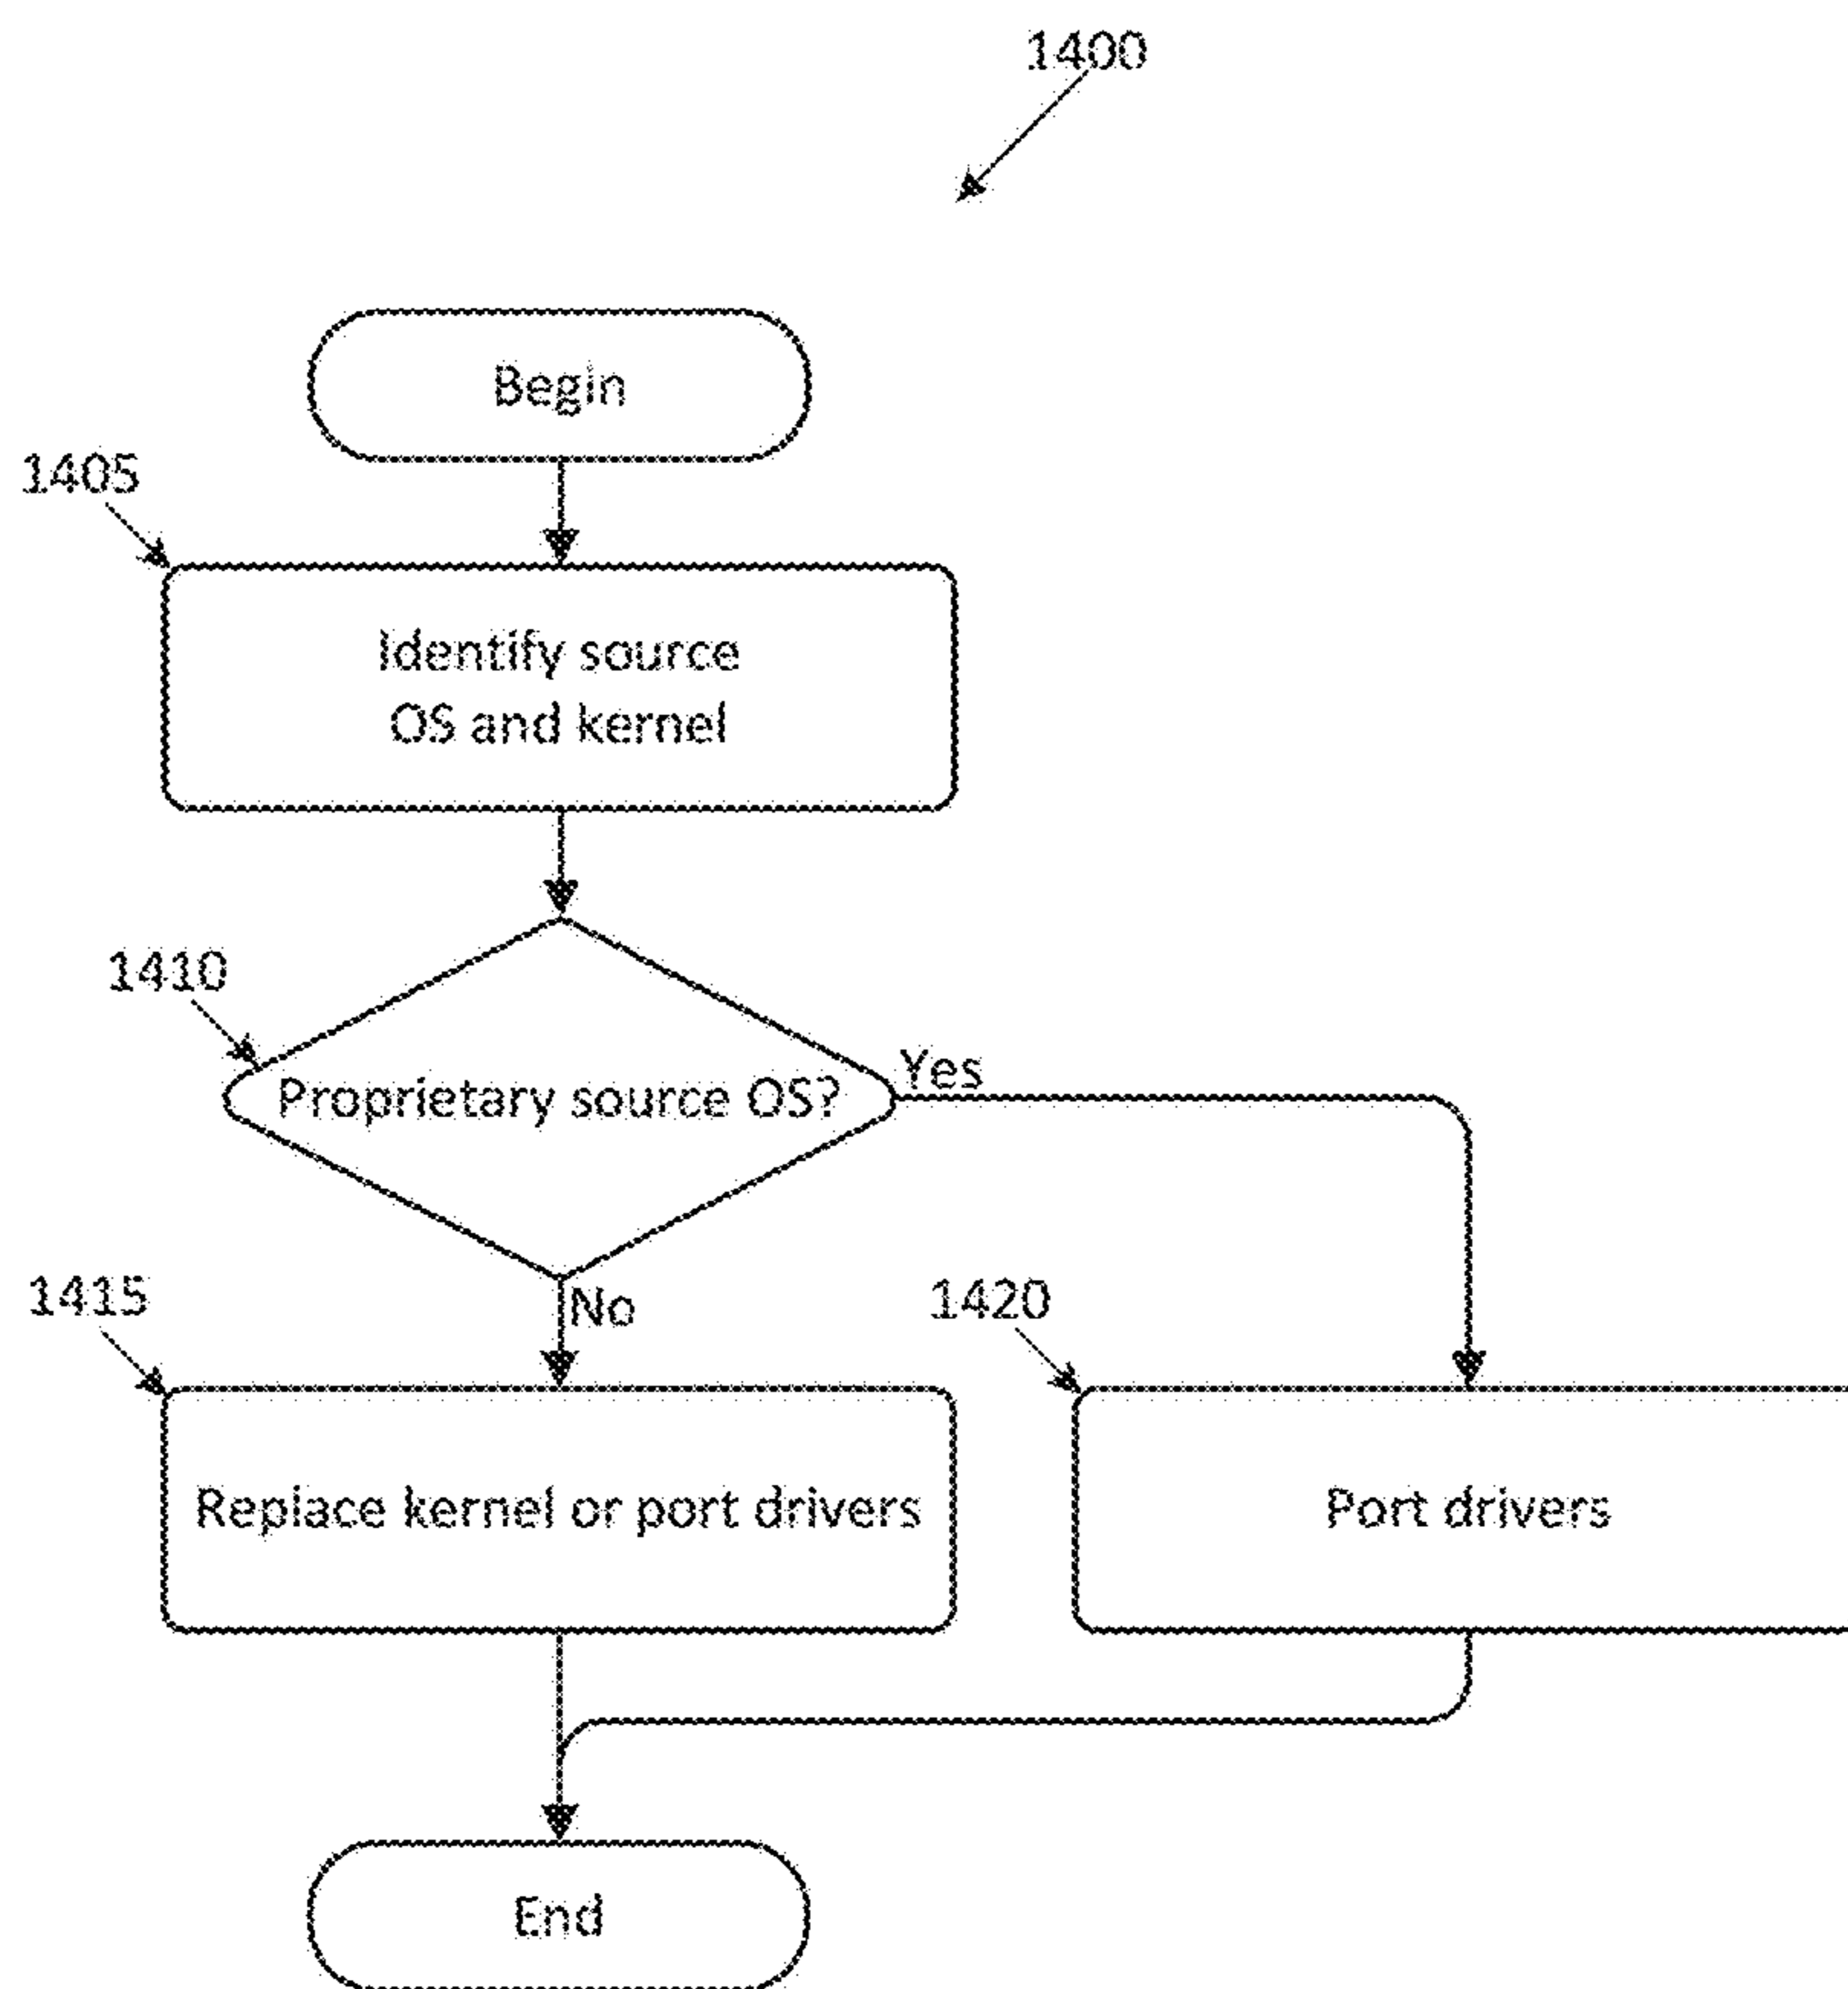 1400
Begin
1405
Identify source
OS and kernel
1410
Proprietary source OS?
Yes
No
1415
1420
Replace kernel or port drivers
Port drivers
End